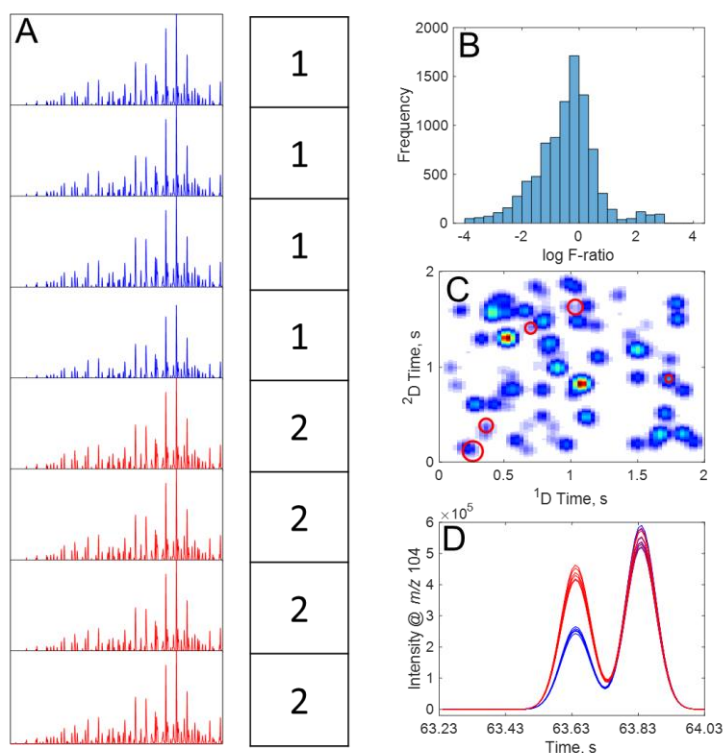 A
1
1
1
1
2
2
2
2
B
2000
1500
1000
500
0
Frequency
-4 -2 0 2 4
log F-ratio
C
2
1
0
²D Time, s
0 0.5 1 1.5 2
¹D Time, s
D
×10⁵
6
5
4
3
2
1
0
Intensity @ m/z 104
63.23 63.43 63.63 63.83 64.03
Time, s